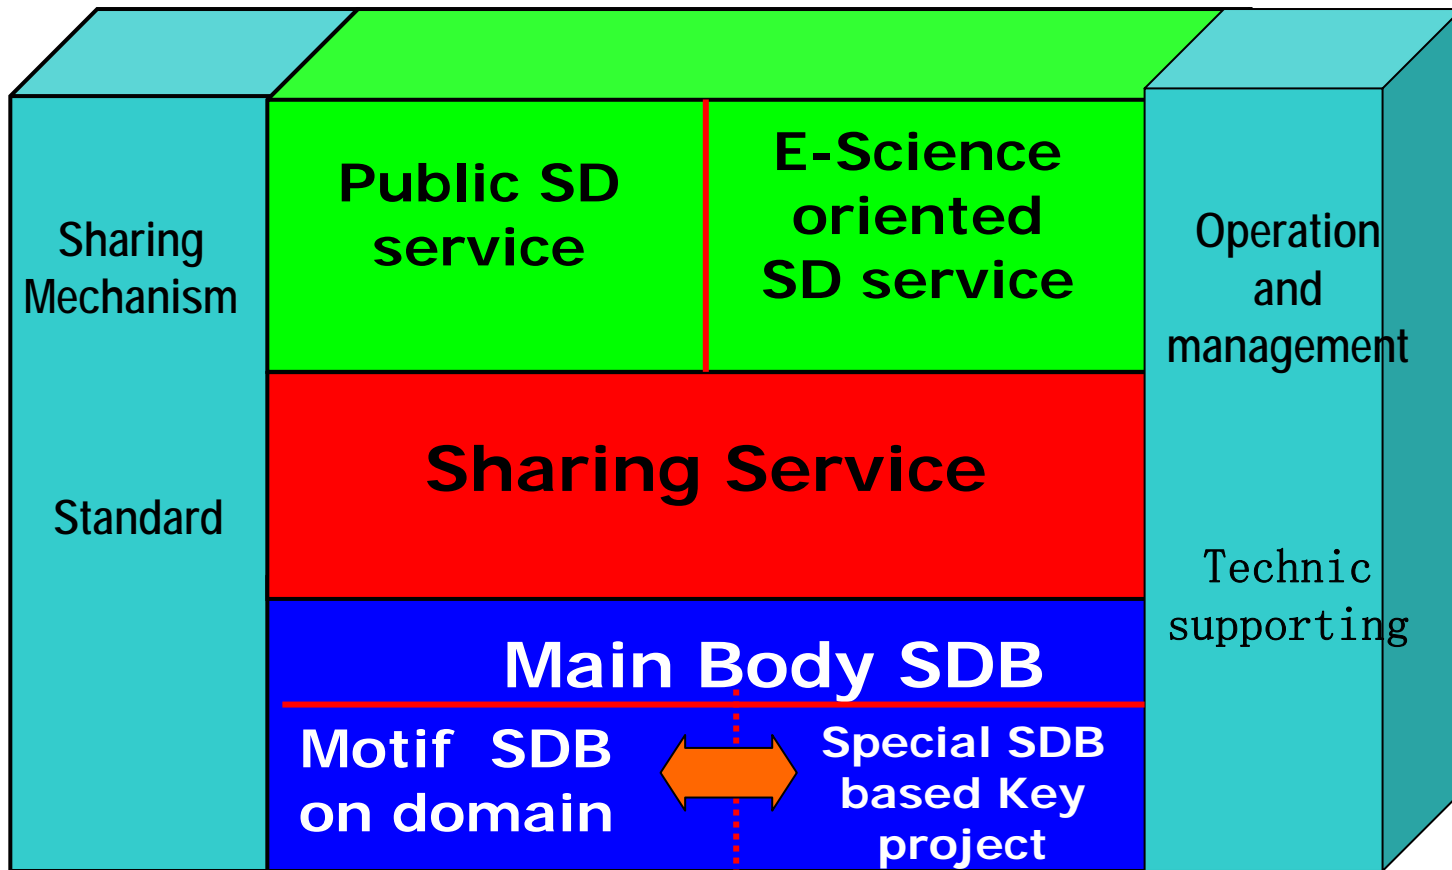 Sharing
Mechanism
Standard
Public SD
service
E-Science
oriented
SD service
Sharing Service
Main Body SDB
Motif SDB
on domain
Special SDB
based Key
project
Operation
and
management
Technic
supporting